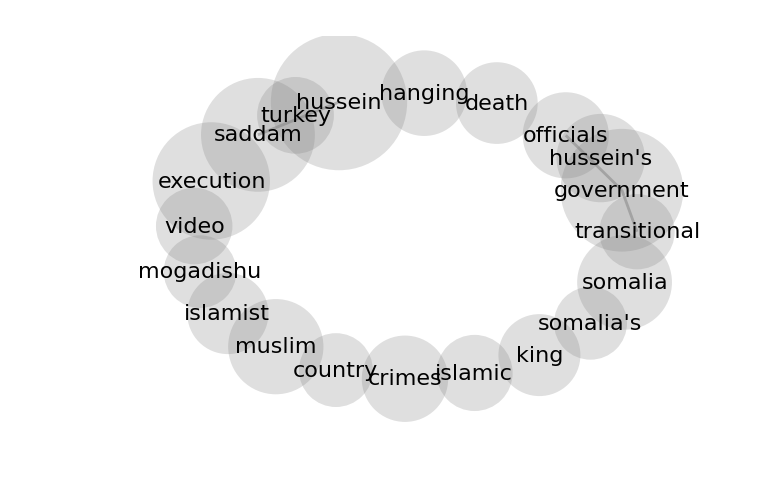 hussein
hanging
death
turkey
saddam
officials
hussein's
execution
government
video
transitional
mogadishu
somalia
islamist
somalia's
muslim
king
country
crimes
islamic